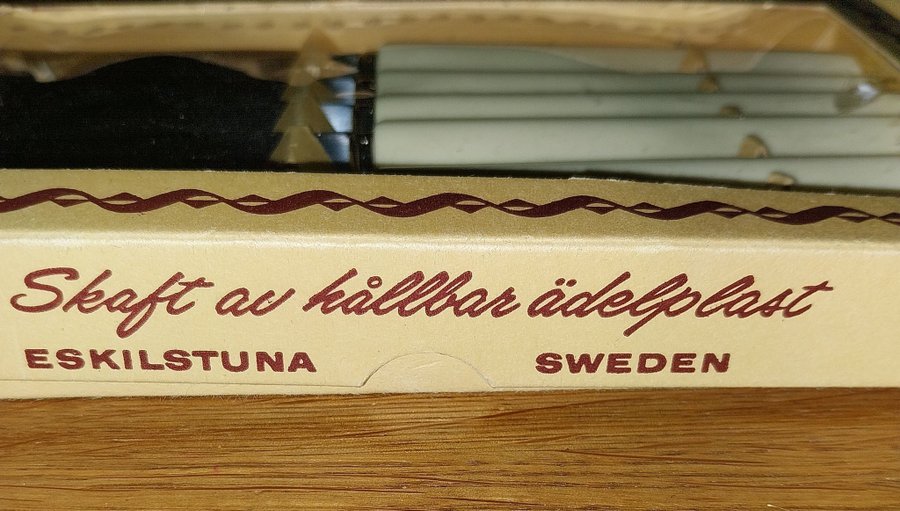 Skaft av hållbar ädelplast
ESKILSTUNA SWEDEN